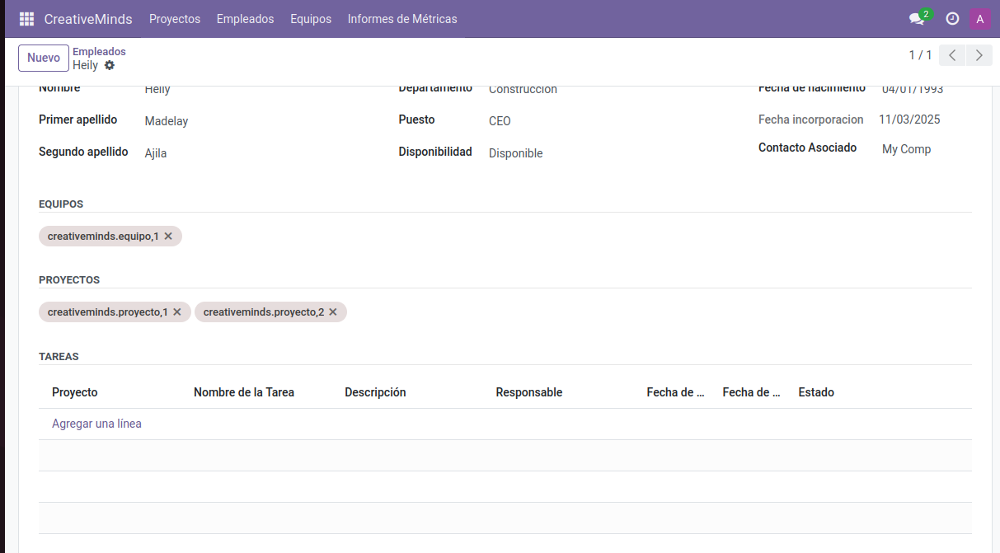 CreativeMinds Proyectos Empleados Equipos Informes de Métricas 2 A
Nuevo Empleados 1 / 1
Heily
Nombre Heily Departamento Construccion Fecha de nacimiento 04/01/1993
Primer apellido Madelay Puesto CEO Fecha incorporacion 11/03/2025
Segundo apellido Ajila Disponibilidad Disponible Contacto Asociado My Comp
EQUIPOS
creativeminds.equipo,1 ×
PROYECTOS
creativeminds.proyecto,1 × creativeminds.proyecto,2 ×
TAREAS
Proyecto Nombre de la Tarea Descripción Responsable Fecha de ... Fecha de ... Estado
Agregar una línea